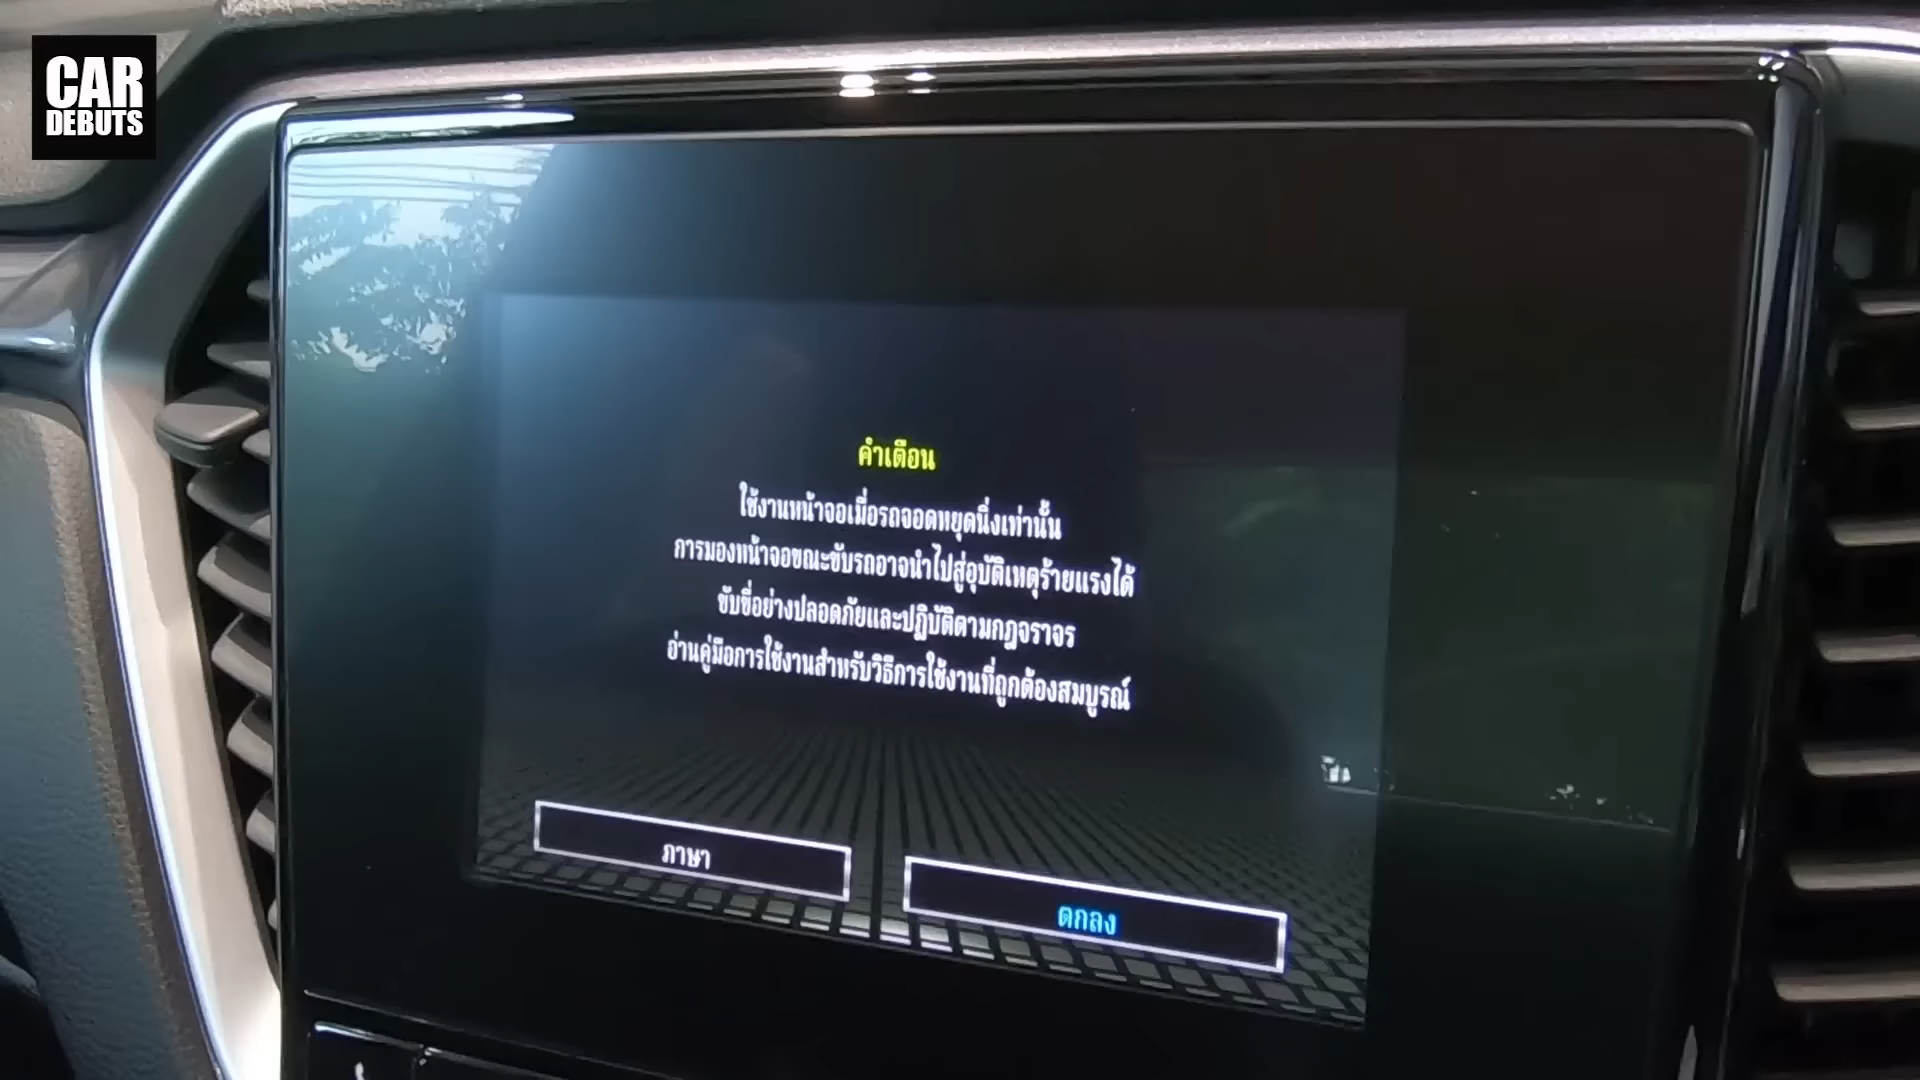 CAR
DEBUTS
คำเตือน
ใช้งานหน้าจอเมื่อรถจอดหยุดนิ่งเท่านั้น
การมองหน้าจอขณะขับรถอาจนำไปสู่อุบัติเหตุร้ายแรงได้
ขับขี่อย่างปลอดภัยและปฏิบัติตามกฎจราจร
อ่านคู่มือการใช้งานสำหรับวิธีการใช้งานที่ถูกต้องสมบูรณ์
ภาษา
ตกลง